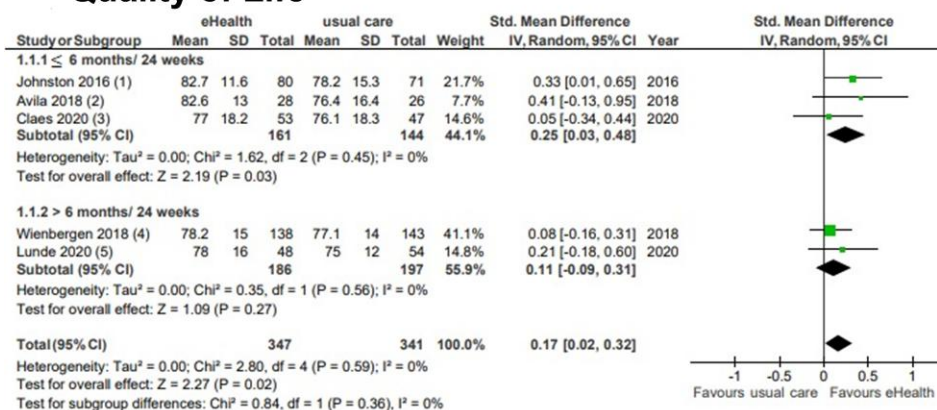 Quality of Life
eHealth usual care Std. Mean Difference Std. Mean Difference
Study or Subgroup Mean SD Total Mean SD Total Weight IV, Random, 95% CI Year IV, Random, 95% CI
1.1.1 ≤ 6 months/ 24 weeks
Johnston 2016 (1) 82.7 11.6 80 78.2 15.3 71 21.7% 0.33 [0.01, 0.65] 2016
Avila 2018 (2) 82.6 13 28 76.4 16.4 26 7.7% 0.41 [-0.13, 0.95] 2018
Claes 2020 (3) 77 18.2 53 76.1 18.3 47 14.6% 0.05 [-0.34, 0.44] 2020
Subtotal (95% CI) 161 144 44.1% 0.25 [0.03, 0.48]
Heterogeneity: Tau² = 0.00; Chi² = 1.62, df = 2 (P = 0.45); I² = 0%
Test for overall effect: Z = 2.19 (P = 0.03)
1.1.2 > 6 months/ 24 weeks
Wienbergen 2018 (4) 78.2 15 138 77.1 14 143 41.1% 0.08 [-0.16, 0.31] 2018
Lunde 2020 (5) 78 16 48 75 12 54 14.8% 0.21 [-0.18, 0.60] 2020
Subtotal (95% CI) 186 197 55.9% 0.11 [-0.09, 0.31]
Heterogeneity: Tau² = 0.00; Chi² = 0.35, df = 1 (P = 0.56); I² = 0%
Test for overall effect: Z = 1.09 (P = 0.27)
Total (95% CI) 347 341 100.0% 0.17 [0.02, 0.32]
Heterogeneity: Tau² = 0.00; Chi² = 2.80, df = 4 (P = 0.59); I² = 0%
Test for overall effect: Z = 2.27 (P = 0.02)
Test for subgroup differences: Chi² = 0.84, df = 1 (P = 0.36), I² = 0%
-1 -0.5 0 0.5 1
Favours usual care Favours eHealth